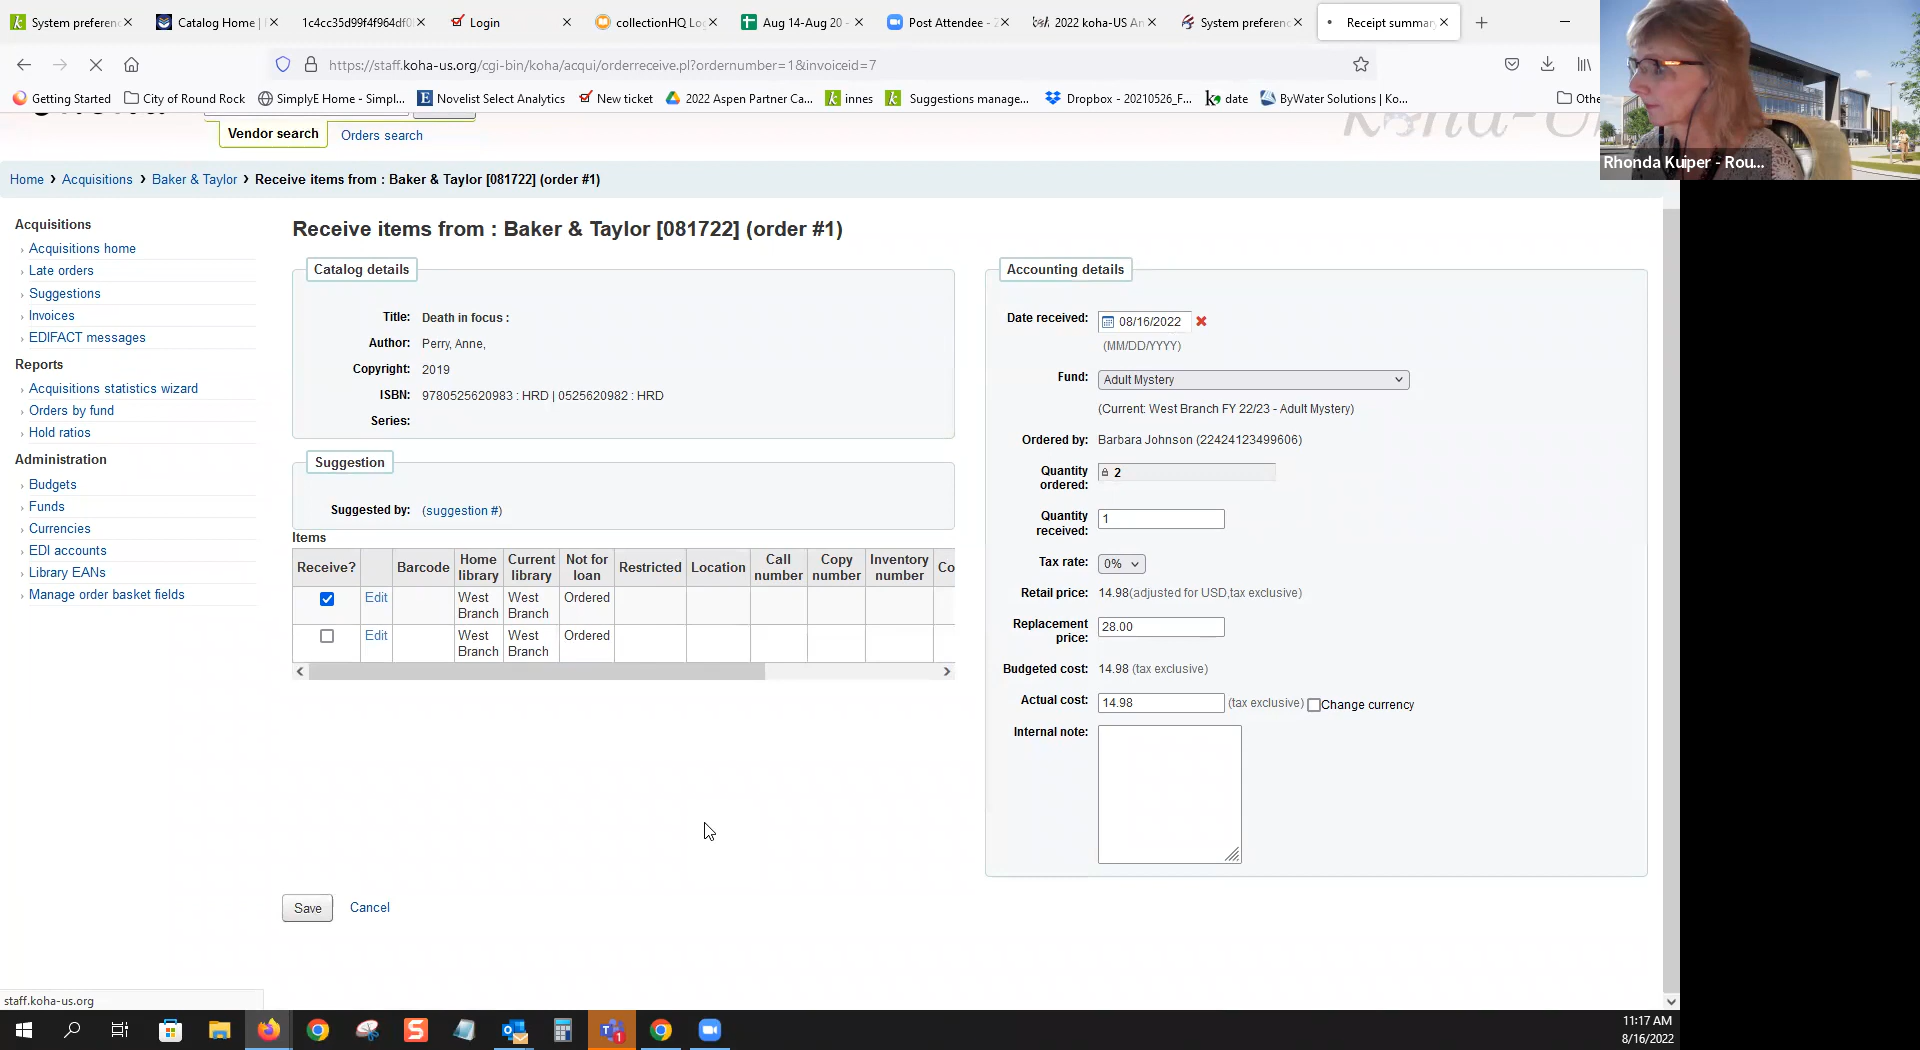 System preferenc
Catalog Home |
1c4cc35d99f4f964df0
Login
collectionHQ Lo
Aug 14-Aug 20 -
Post Attendee - Z
2022 koha-US An
System preferenc
Receipt summar
https://staff.koha-us.org/cgi-bin/koha/acqui/orderreceive.pl?ordernumber=1&invoiceid=7
Getting Started
City of Round Rock
SimplyE Home - Simpl...
Novelist Select Analytics
New ticket
2022 Aspen Partner Ca...
innes
Suggestions manage...
Dropbox - 20210526_F...
date
ByWater Solutions | Ko...
Othe
Vendor search
Orders search
Rhonda Kuiper - Rou...
Home › Acquisitions › Baker & Taylor › Receive items from : Baker & Taylor [081722] (order #1)
Acquisitions
Acquisitions home
Late orders
Suggestions
Invoices
EDIFACT messages
Reports
Acquisitions statistics wizard
Orders by fund
Hold ratios
Administration
Budgets
Funds
Currencies
EDI accounts
Library EANs
Manage order basket fields
Receive items from : Baker & Taylor [081722] (order #1)
Catalog details
Title: Death in focus :
Author: Perry, Anne,
Copyright: 2019
ISBN: 9780525620983 : HRD | 0525620982 : HRD
Series:
Suggestion
Suggested by: (suggestion #)
Items
Receive? Barcode Home library Current library Not for loan Restricted Location Call number Copy number Inventory number Co
Edit West Branch West Branch Ordered
Edit West Branch West Branch Ordered
Accounting details
Date received: 08/16/2022
(MM/DD/YYYY)
Fund: Adult Mystery
(Current: West Branch FY 22/23 - Adult Mystery)
Ordered by: Barbara Johnson (22424123499606)
Quantity ordered: 2
Quantity received: 1
Tax rate: 0%
Retail price: 14.98(adjusted for USD,tax exclusive)
Replacement price: 28.00
Budgeted cost: 14.98 (tax exclusive)
Actual cost: 14.98 (tax exclusive) Change currency
Internal note:
Save
Cancel
staff.koha-us.org
11:17 AM
8/16/2022